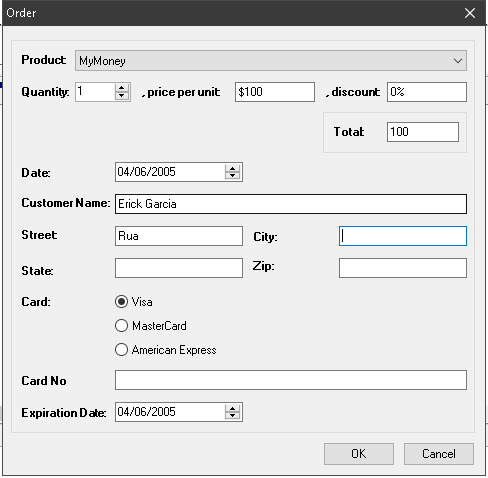 Order
Product: MyMoney
Quantity: 1 , price per unit: $100 , discount: 0%
Total: 100
Date: 04/06/2005
Customer Name: Erick Garcia
Street: Rua City:
State: Zip:
Card: Visa
MasterCard
American Express
Card No
Expiration Date: 04/06/2005
OK Cancel